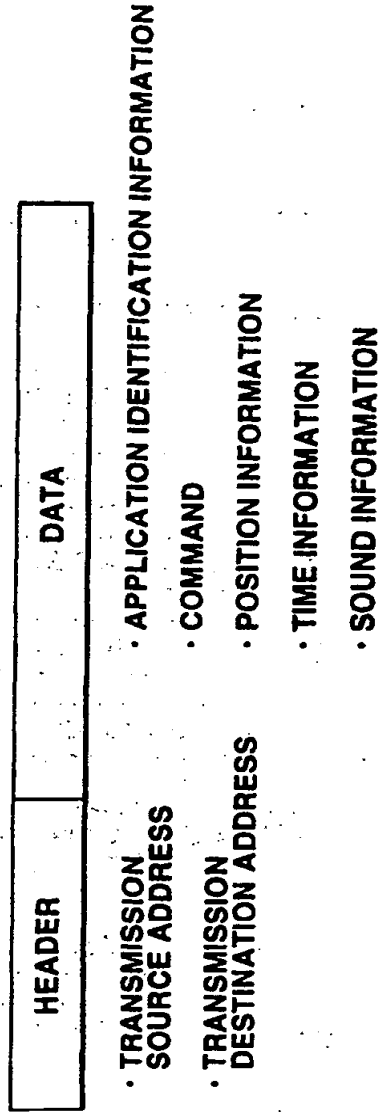 HEADER
DATA
· TRANSMISSION
SOURCE ADDRESS
· TRANSMISSION
DESTINATION ADDRESS
· APPLICATION IDENTIFICATION INFORMATION
· COMMAND
· POSITION INFORMATION
· TIME INFORMATION
· SOUND INFORMATION